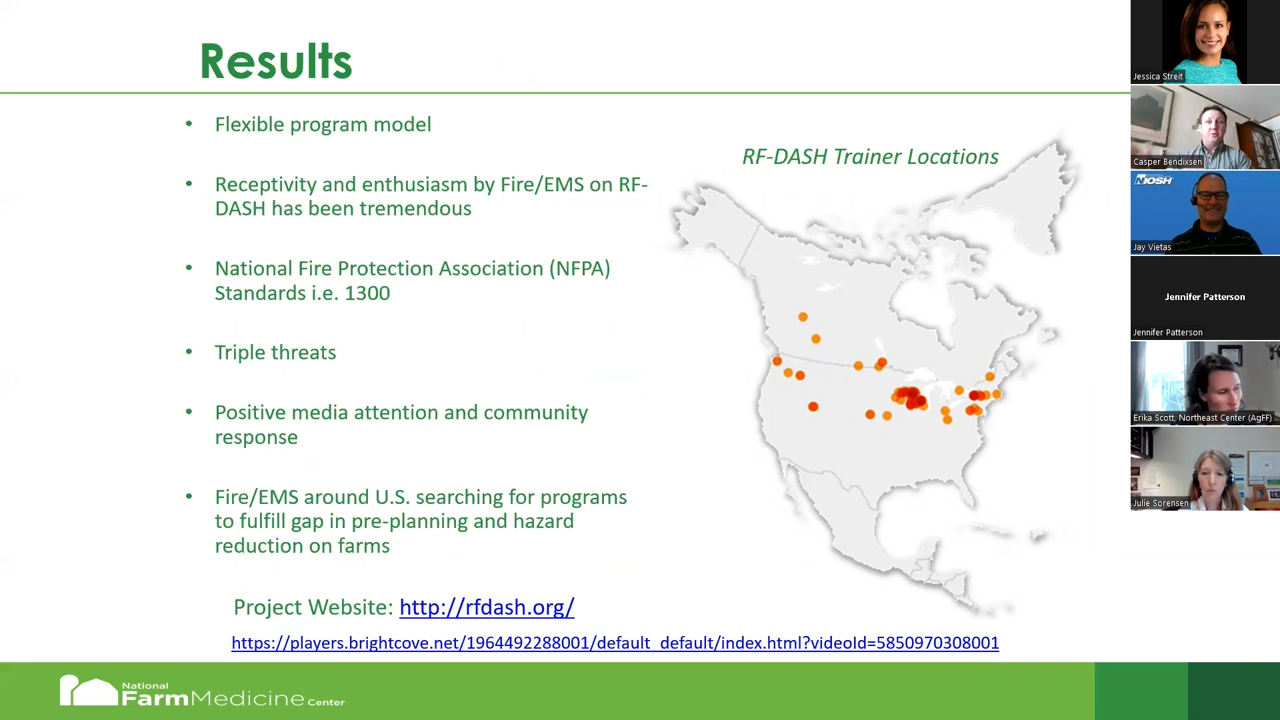 Results
• Flexible program model
• Receptivity and enthusiasm by Fire/EMS on RF-
DASH has been tremendous
• National Fire Protection Association (NFPA)
Standards i.e. 1300
• Triple threats
• Positive media attention and community
response
• Fire/EMS around U.S. searching for programs
to fulfill gap in pre-planning and hazard
reduction on farms
Project Website: http://rfdash.org/
https://players.brightcove.net/1964492288001/default_default/index.html?videoId=5850970308001
RF-DASH Trainer Locations
National
FarmMedicine Center
Jessica Streit
Casper Bendixsen
NIOSH
Jay Vietas
Jennifer Patterson
Jennifer Patterson
Erika Scott, Northeast Center (AgFF)
Julie Sorensen